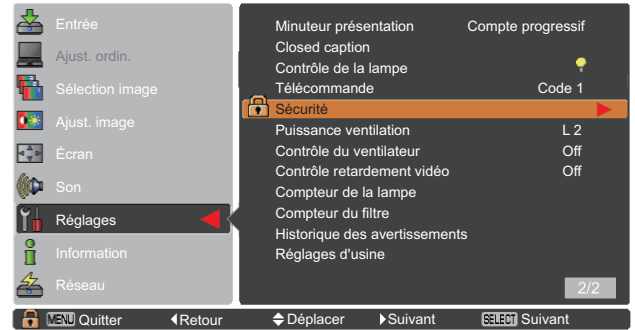 Entrée
Ajust. ordin.
Sélection image
Ajust. image
Écran
Son
Réglages
Information
Réseau
Minuteur présentation Compte progressif
Closed caption
Contrôle de la lampe
Télécommande Code 1
Sécurité
Puissance ventilation L 2
Contrôle du ventilateur Off
Contrôle retardement vidéo Off
Compteur de la lampe
Compteur du filtre
Historique des avertissements
Réglages d'usine
2/2
MENU Quitter Retour Déplacer Suivant SELECT Suivant